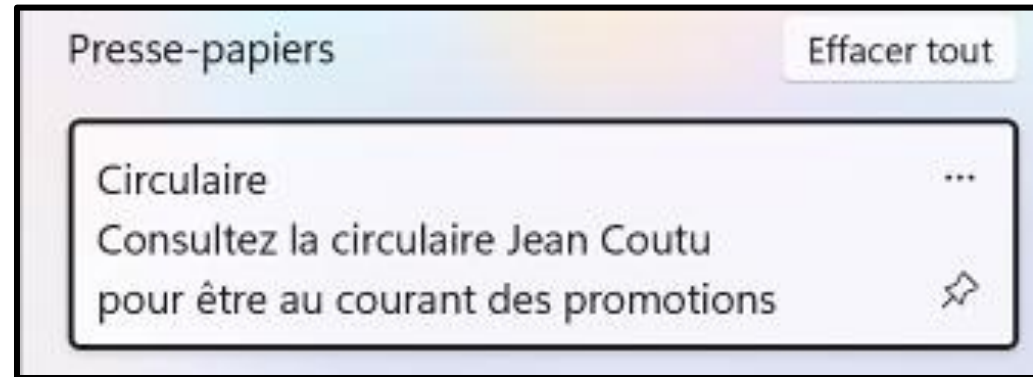 Presse-papiers
Effacer tout
Circulaire
Consultez la circulaire Jean Coutu
pour être au courant des promotions